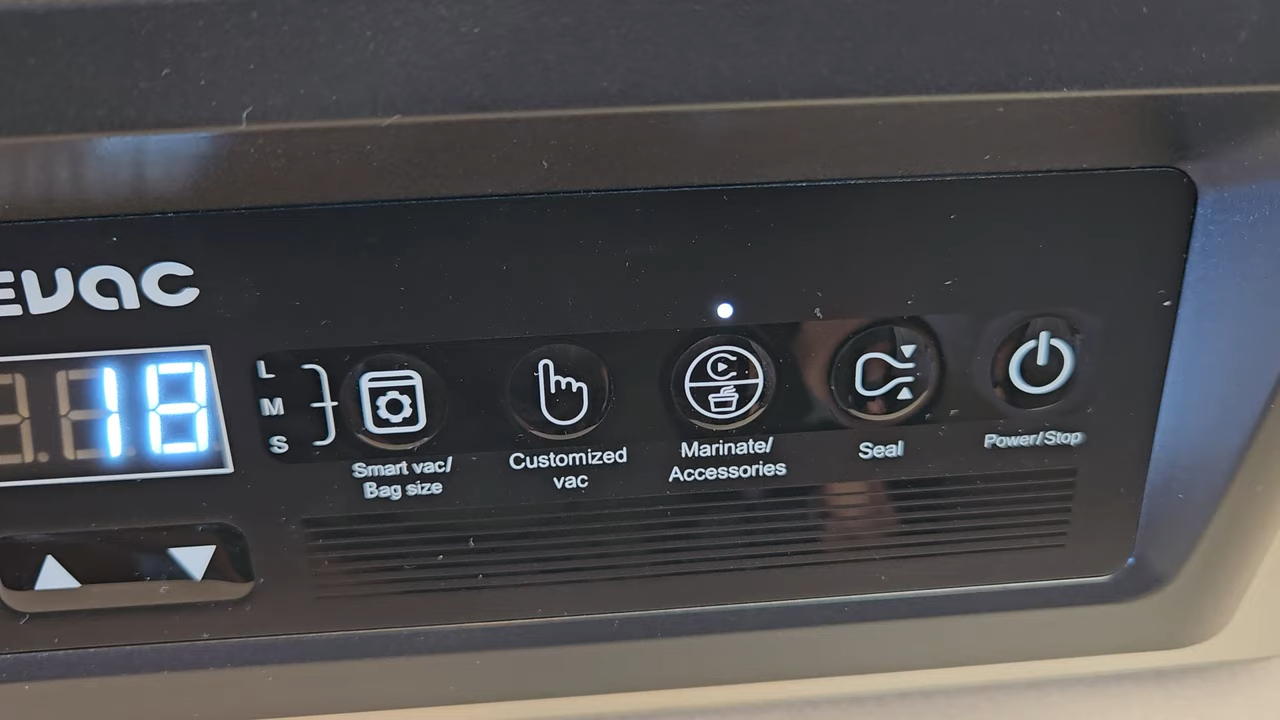 EVAC
18
L
M
S
Smart vac/
Bag size
Customized
vac
Marinate/
Accessories
Seal
Power/Stop